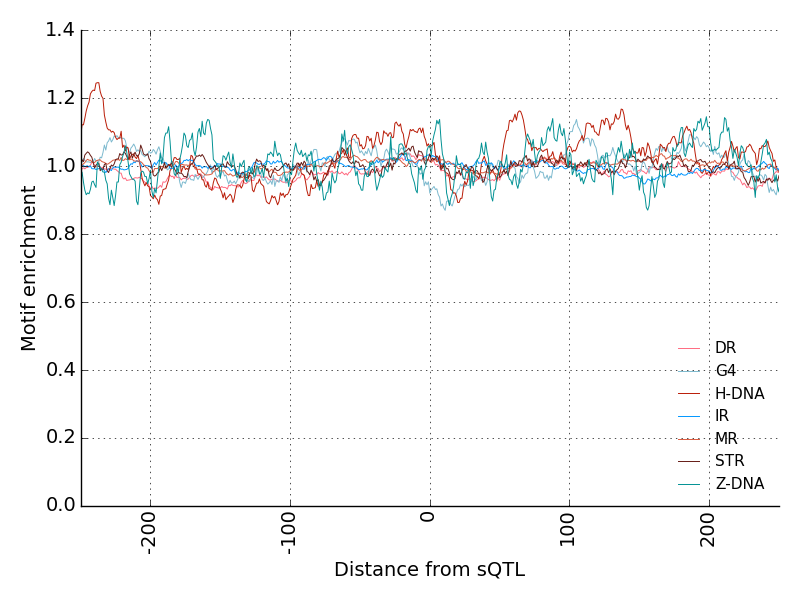 1.4
1.2
1.0
0.8
0.6
0.4
0.2
0.0
Motif enrichment
DR
G4
H-DNA
IR
MR
STR
Z-DNA
-200
-100
0
100
200
Distance from sQTL